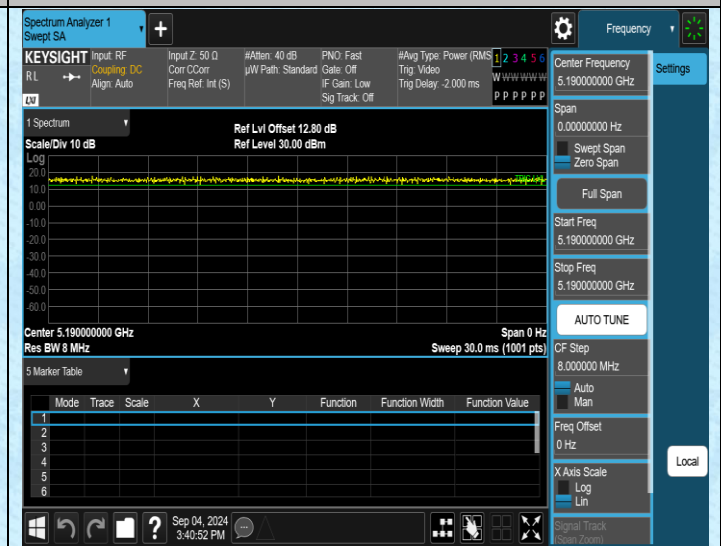 Spectrum Analyzer 1
Swept SA
Frequency
KEYSIGHT
RL
LXI
Input: RF
Coupling: DC
Align: Auto
Input Z: 50 Ω
Corr CCorr
Freq Ref: Int (S)
#Atten: 40 dB
µW Path: Standard
PNO: Fast
Gate: Off
IF Gain: Low
Sig Track: Off
#Avg Type: Power (RMS
Trig: Video
Trig Delay: -2.000 ms
1 2 3 4 5 6
W W W W W W
P P P P P P
Center Frequency
5.190000000 GHz
Settings
Span
0.00000000 Hz
Swept Span
Zero Span
Full Span
Start Freq
5.190000000 GHz
Stop Freq
5.190000000 GHz
AUTO TUNE
CF Step
8.000000 MHz
Auto
Man
Freq Offset
0 Hz
X Axis Scale
Log
Lin
Signal Track
(Span Zoom)
Local
1 Spectrum
Scale/Div 10 dB
Ref Lvl Offset 12.80 dB
Ref Level 30.00 dBm
Log
20.0
10.0
0.00
-10.0
-20.0
-30.0
-40.0
-50.0
-60.0
Center 5.190000000 GHz
Span 0 Hz
Res BW 8 MHz
Sweep 30.0 ms (1001 pts)
5 Marker Table
Mode Trace Scale X Y Function Function Width Function Value
1
2
3
4
5
6
?
Sep 04, 2024
3:40:52 PM